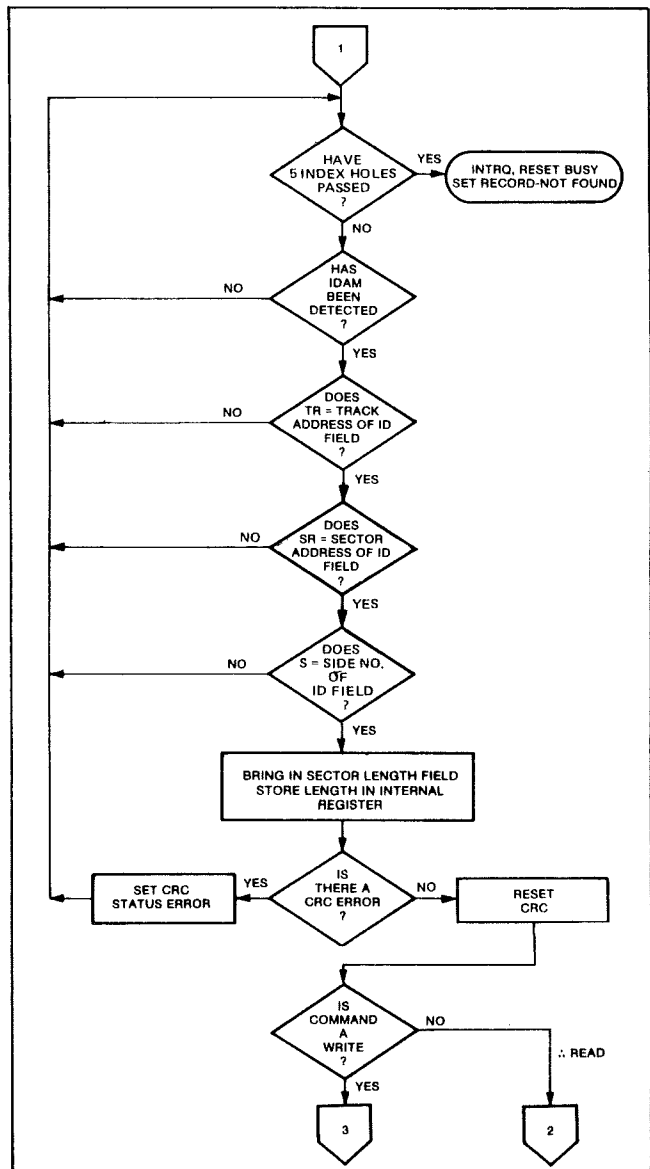 1
HAVE
5 INDEX HOLES
PASSED
?
YES
INTRQ, RESET BUSY
SET RECORD-NOT FOUND
NO
HAS
IDAM
BEEN
DETECTED
?
NO
YES
DOES
TR = TRACK
ADDRESS OF ID
FIELD
?
NO
YES
DOES
SR = SECTOR
ADDRESS OF ID
FIELD
?
NO
YES
DOES
S = SIDE NO.
OF
ID FIELD
?
NO
YES
BRING IN SECTOR LENGTH FIELD
STORE LENGTH IN INTERNAL
REGISTER
IS
THERE A
CRC ERROR
?
YES
SET CRC
STATUS ERROR
NO
RESET
CRC
IS
COMMAND
A
WRITE
?
NO
∴ READ
YES
3
2